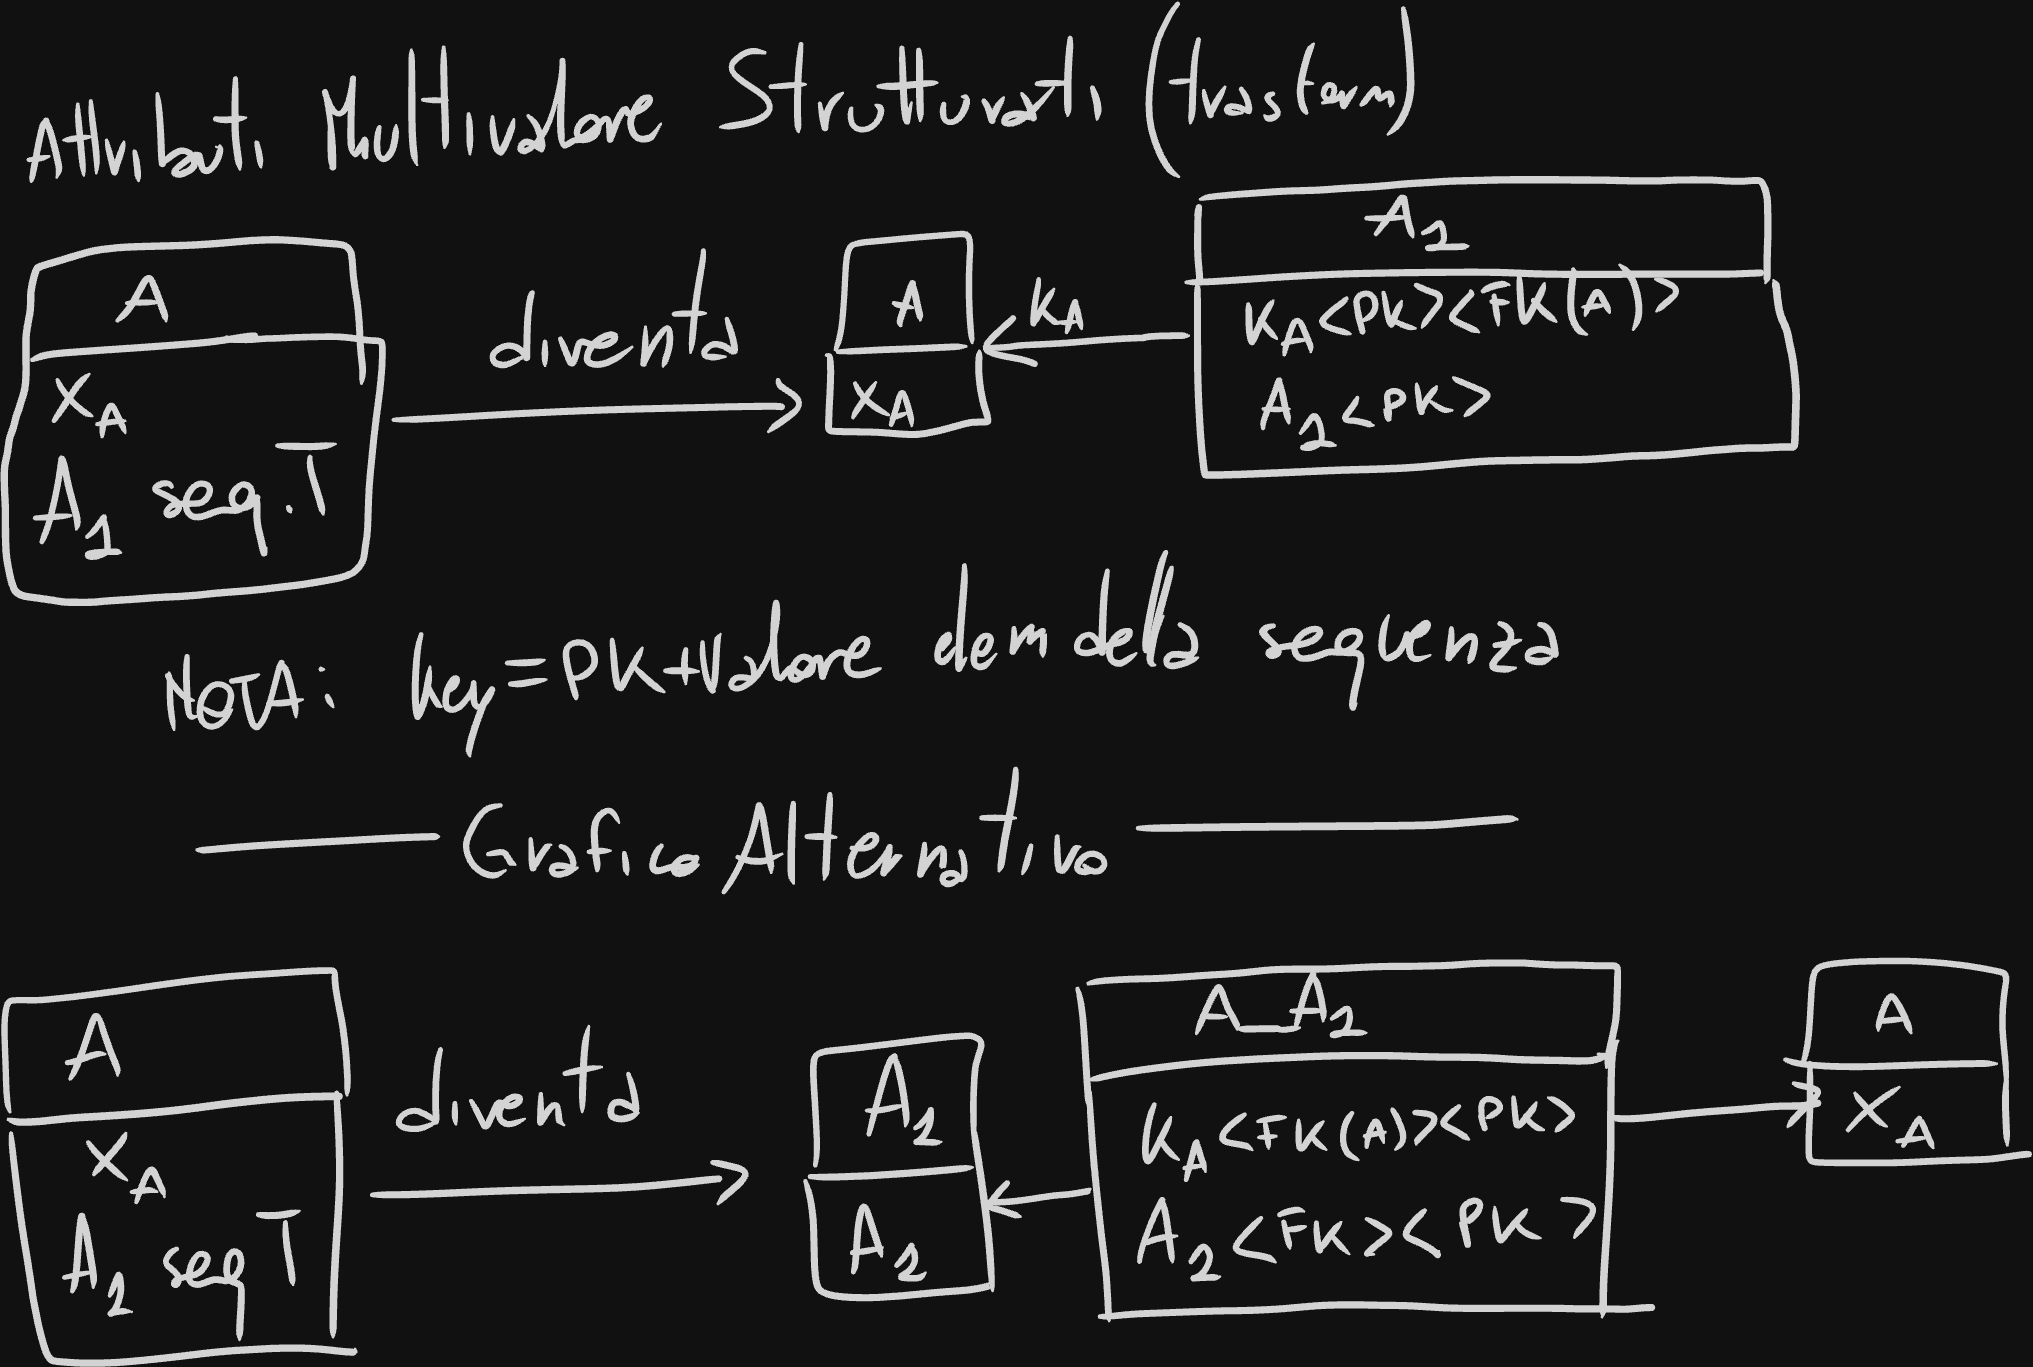 Attributi Multivalore Strutturati (trasform)
A
X_A
A_1 seq. T
diventa
A
X_A
K_A
A_1
K_A <PK> <FK(A)>
A_1 <PK>
NOTA: key = PK + Valore elem della sequenza
Grafico Alternativo
A
X_A
A_1 seq T
diventa
A_1
A_1
A_A_1
K_A <FK(A)> <PK>
A_1 <FK> <PK>
A
X_A